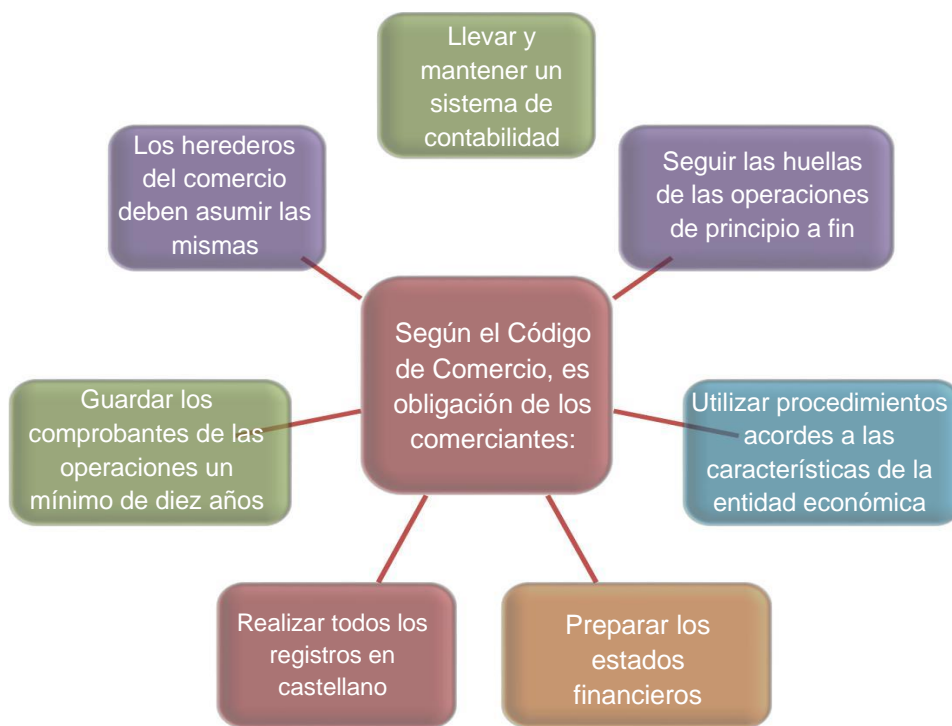 Llevar y
mantener un
sistema de
contabilidad
Los herederos
del comercio
deben asumir las
mismas
Seguir las huellas
de las operaciones
de principio a fin
Según el Código
de Comercio, es
obligación de los
comerciantes:
Guardar los
comprobantes de las
operaciones un
mínimo de diez años
Utilizar procedimientos
acordes a las
características de la
entidad económica
Realizar todos los
registros en
castellano
Preparar los
estados
financieros